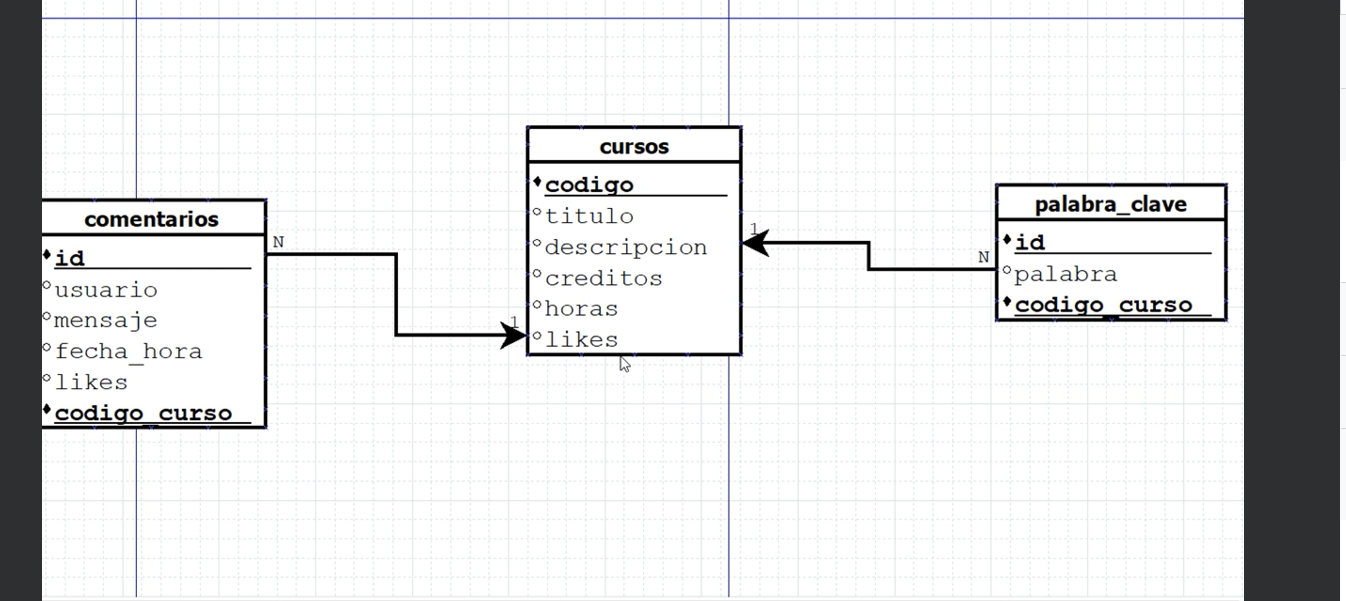 comentarios
id
usuario
mensaje
fecha_hora
likes
codigo_curso
N
1
cursos
codigo
titulo
descripcion
creditos
horas
likes
1
N
palabra_clave
id
palabra
codigo_curso